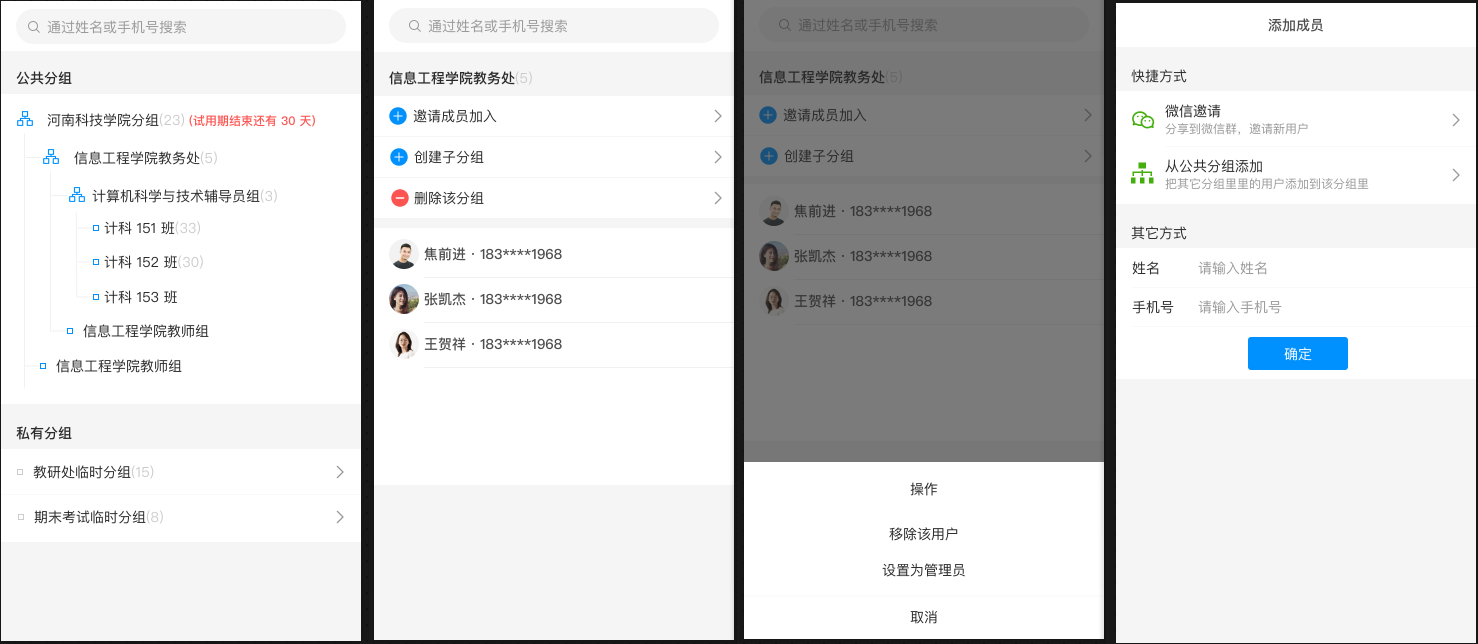 通过姓名或手机号搜索
公共分组
河南科技学院分组(23) (试用期结束还有 30 天)
信息工程学院教务处(5)
计算机科学与技术辅导员组(3)
计科 151 班(33)
计科 152 班(30)
计科 153 班
信息工程学院教师组
信息工程学院教师组
私有分组
教研处临时分组(15)
期末考试临时分组(8)
通过姓名或手机号搜索
信息工程学院教务处(5)
邀请成员加入
创建子分组
删除该分组
焦前进 · 183****1968
张凯杰 · 183****1968
王贺祥 · 183****1968
通过姓名或手机号搜索
信息工程学院教务处(5)
邀请成员加入
创建子分组
焦前进 · 183****1968
张凯杰 · 183****1968
王贺祥 · 183****1968
操作
移除该用户
设置为管理员
取消
添加成员
快捷方式
微信邀请
分享到微信群，邀请新用户
从公共分组添加
把其它分组里里的用户添加到该分组里
其它方式
姓名 请输入姓名
手机号 请输入手机号
确定